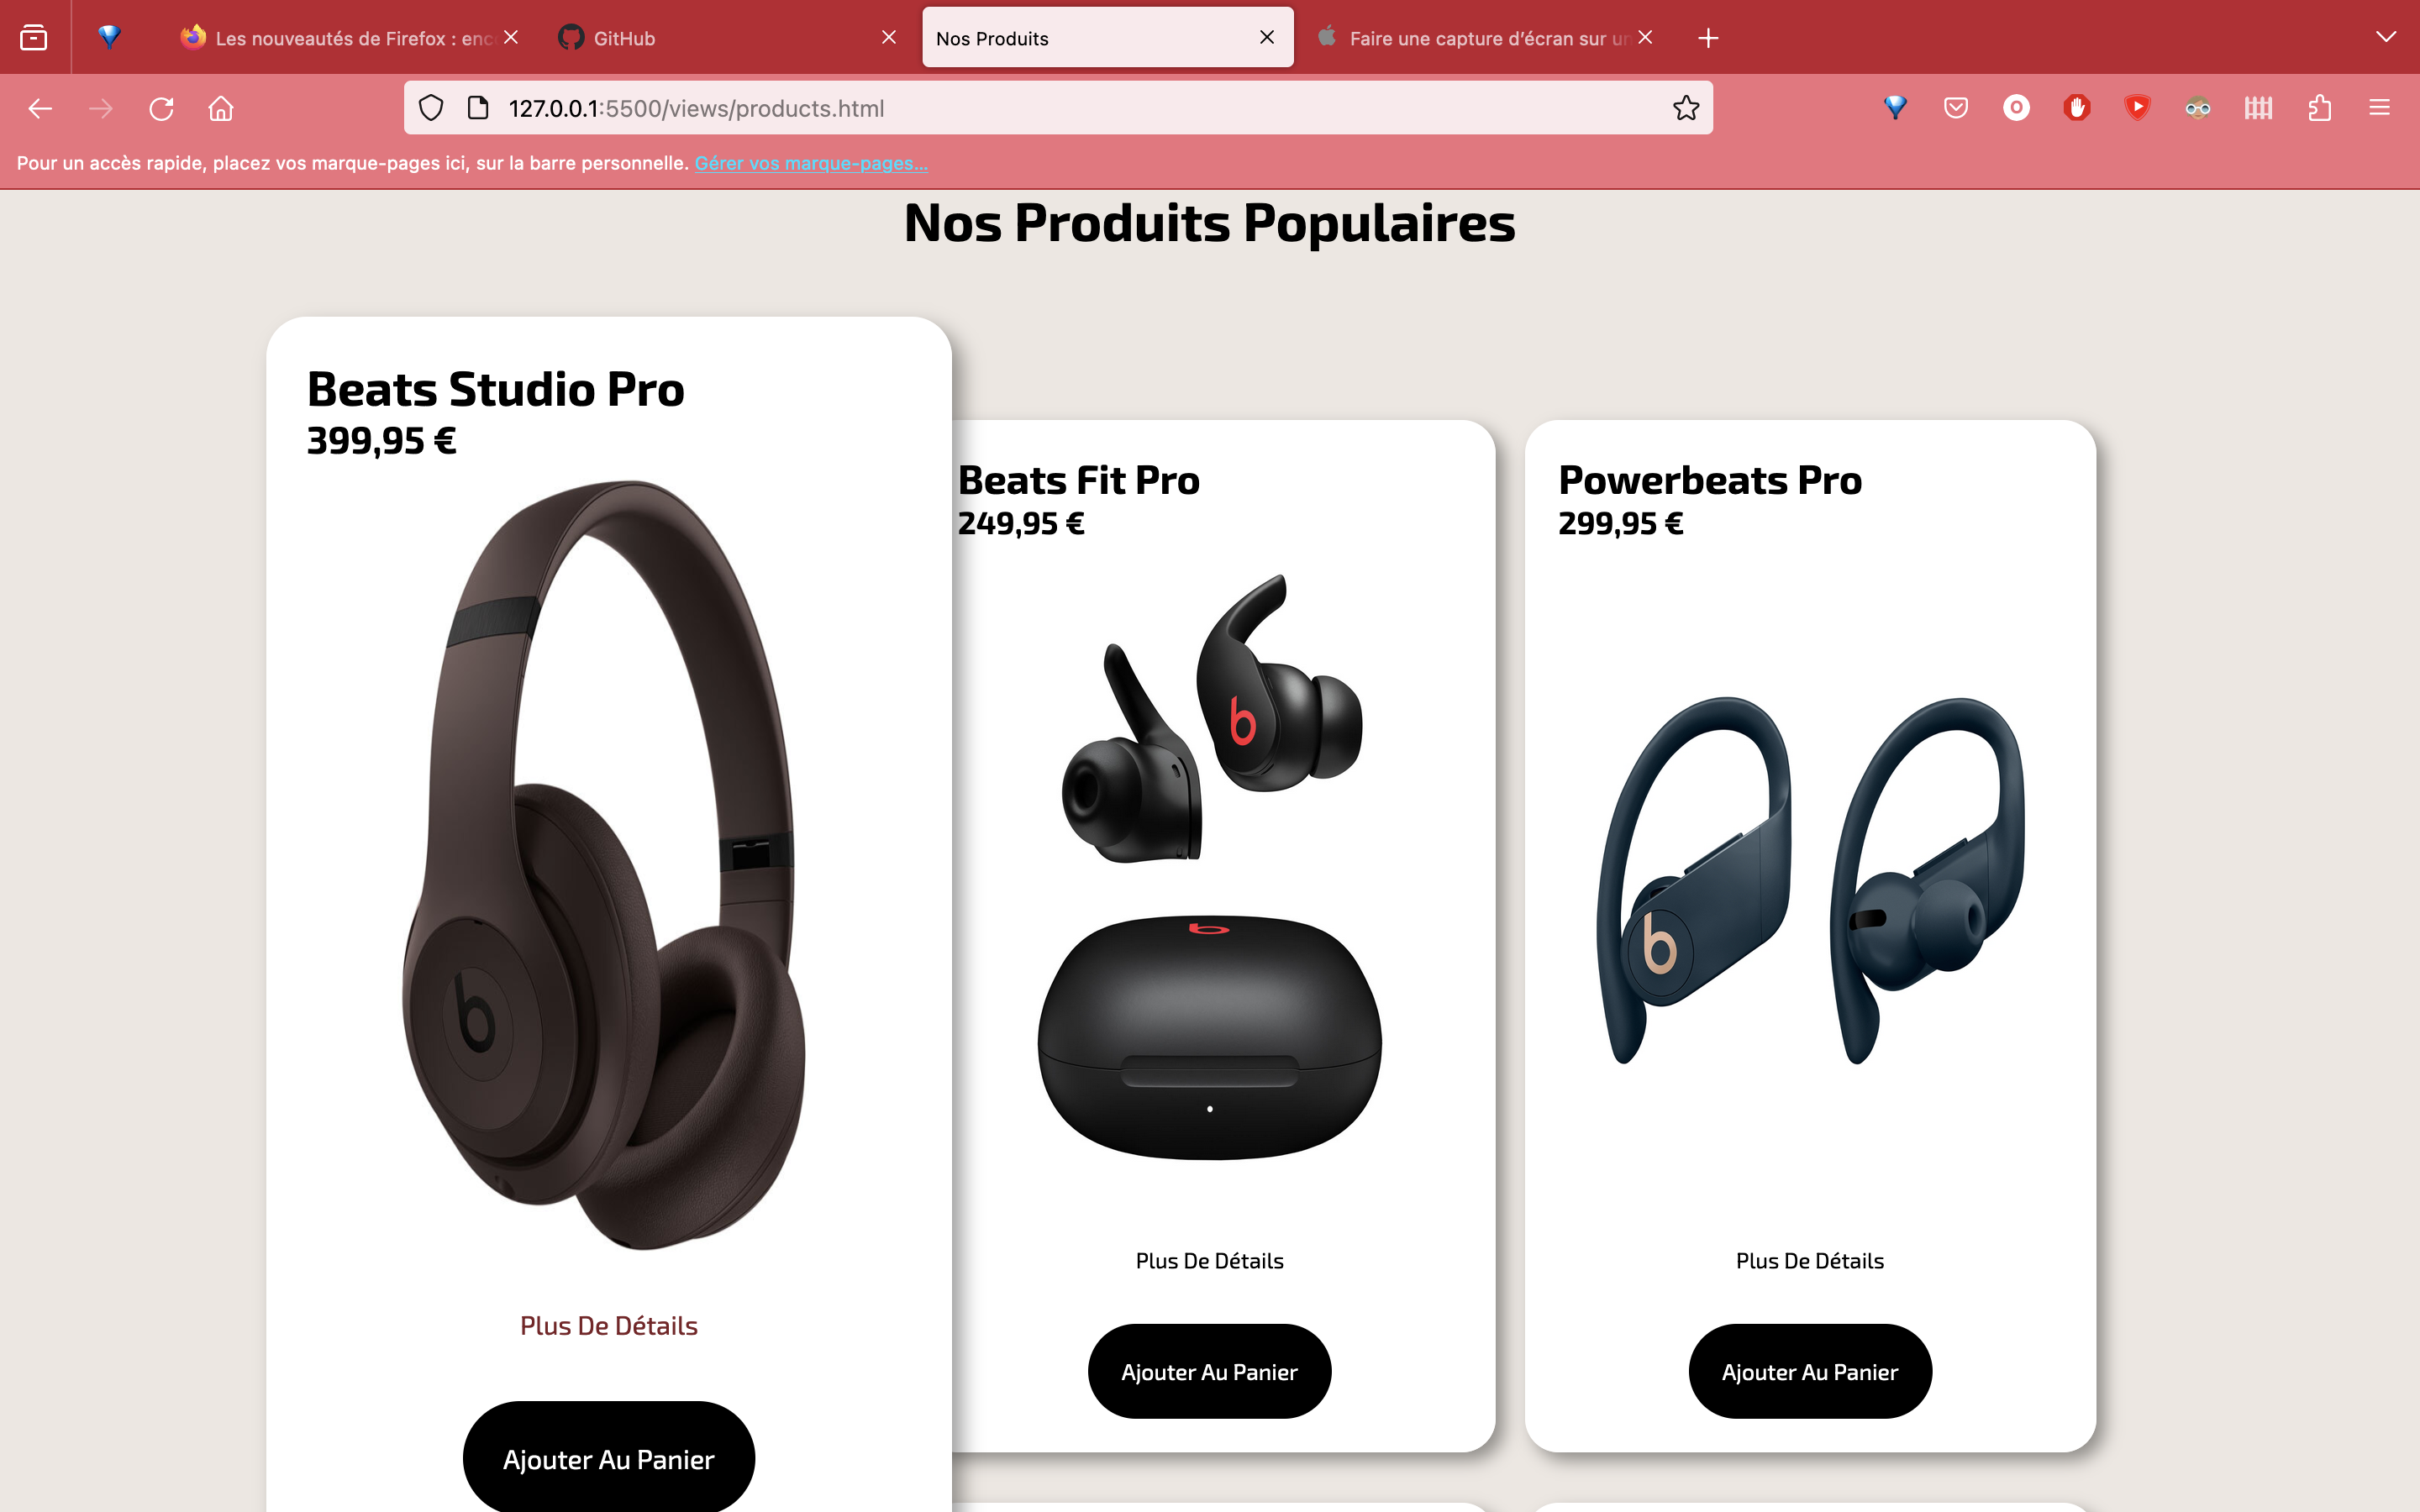 Les nouveautés de Firefox : enc
GitHub
Nos Produits
Faire une capture d'écran sur un
127.0.0.1:5500/views/products.html
Pour un accès rapide, placez vos marque-pages ici, sur la barre personnelle. Gérer vos marque-pages…
Nos Produits Populaires
Beats Studio Pro
399,95 €
Plus De Détails
Ajouter Au Panier
Beats Fit Pro
249,95 €
Plus De Détails
Ajouter Au Panier
Powerbeats Pro
299,95 €
Plus De Détails
Ajouter Au Panier